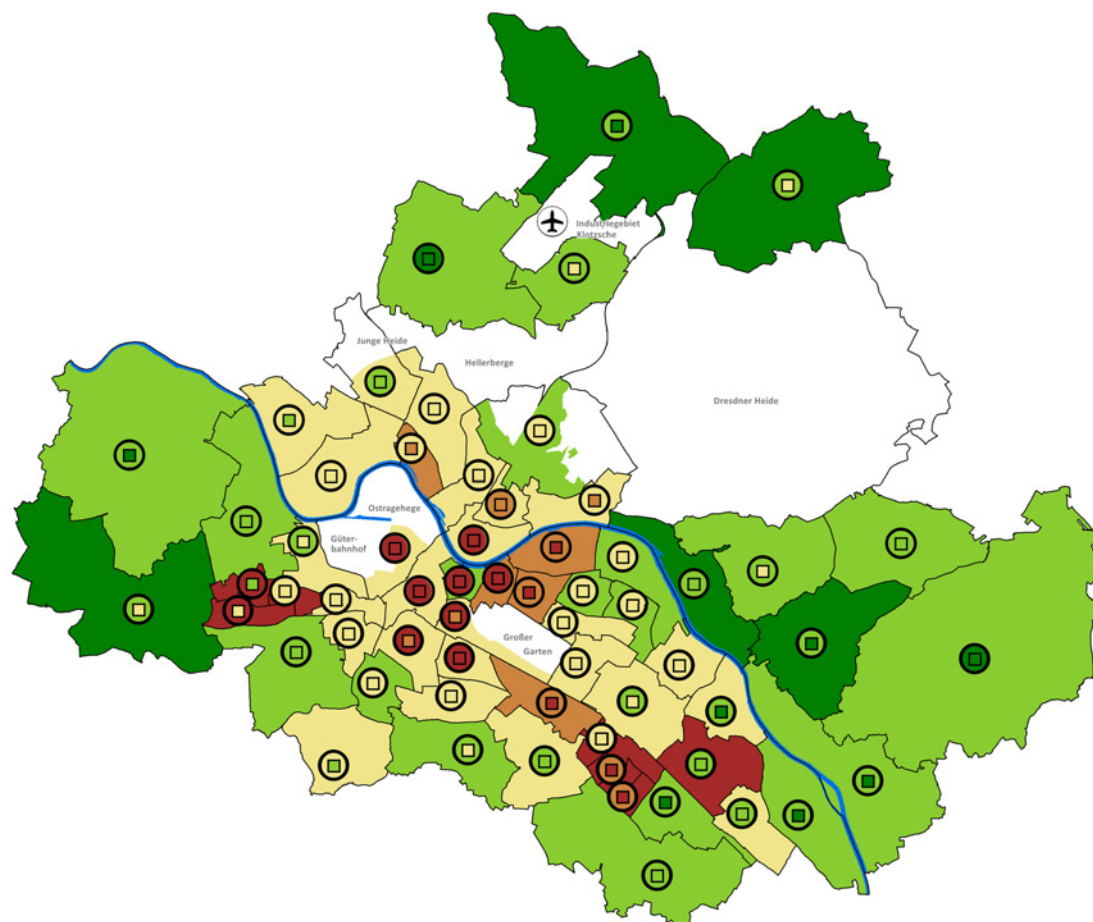 Industriegebiet
Klotzsche
Junge Heide
Hellerberge
Dresdner Heide
Ostragehege
Güter-
bahnhof
Großer
Garten